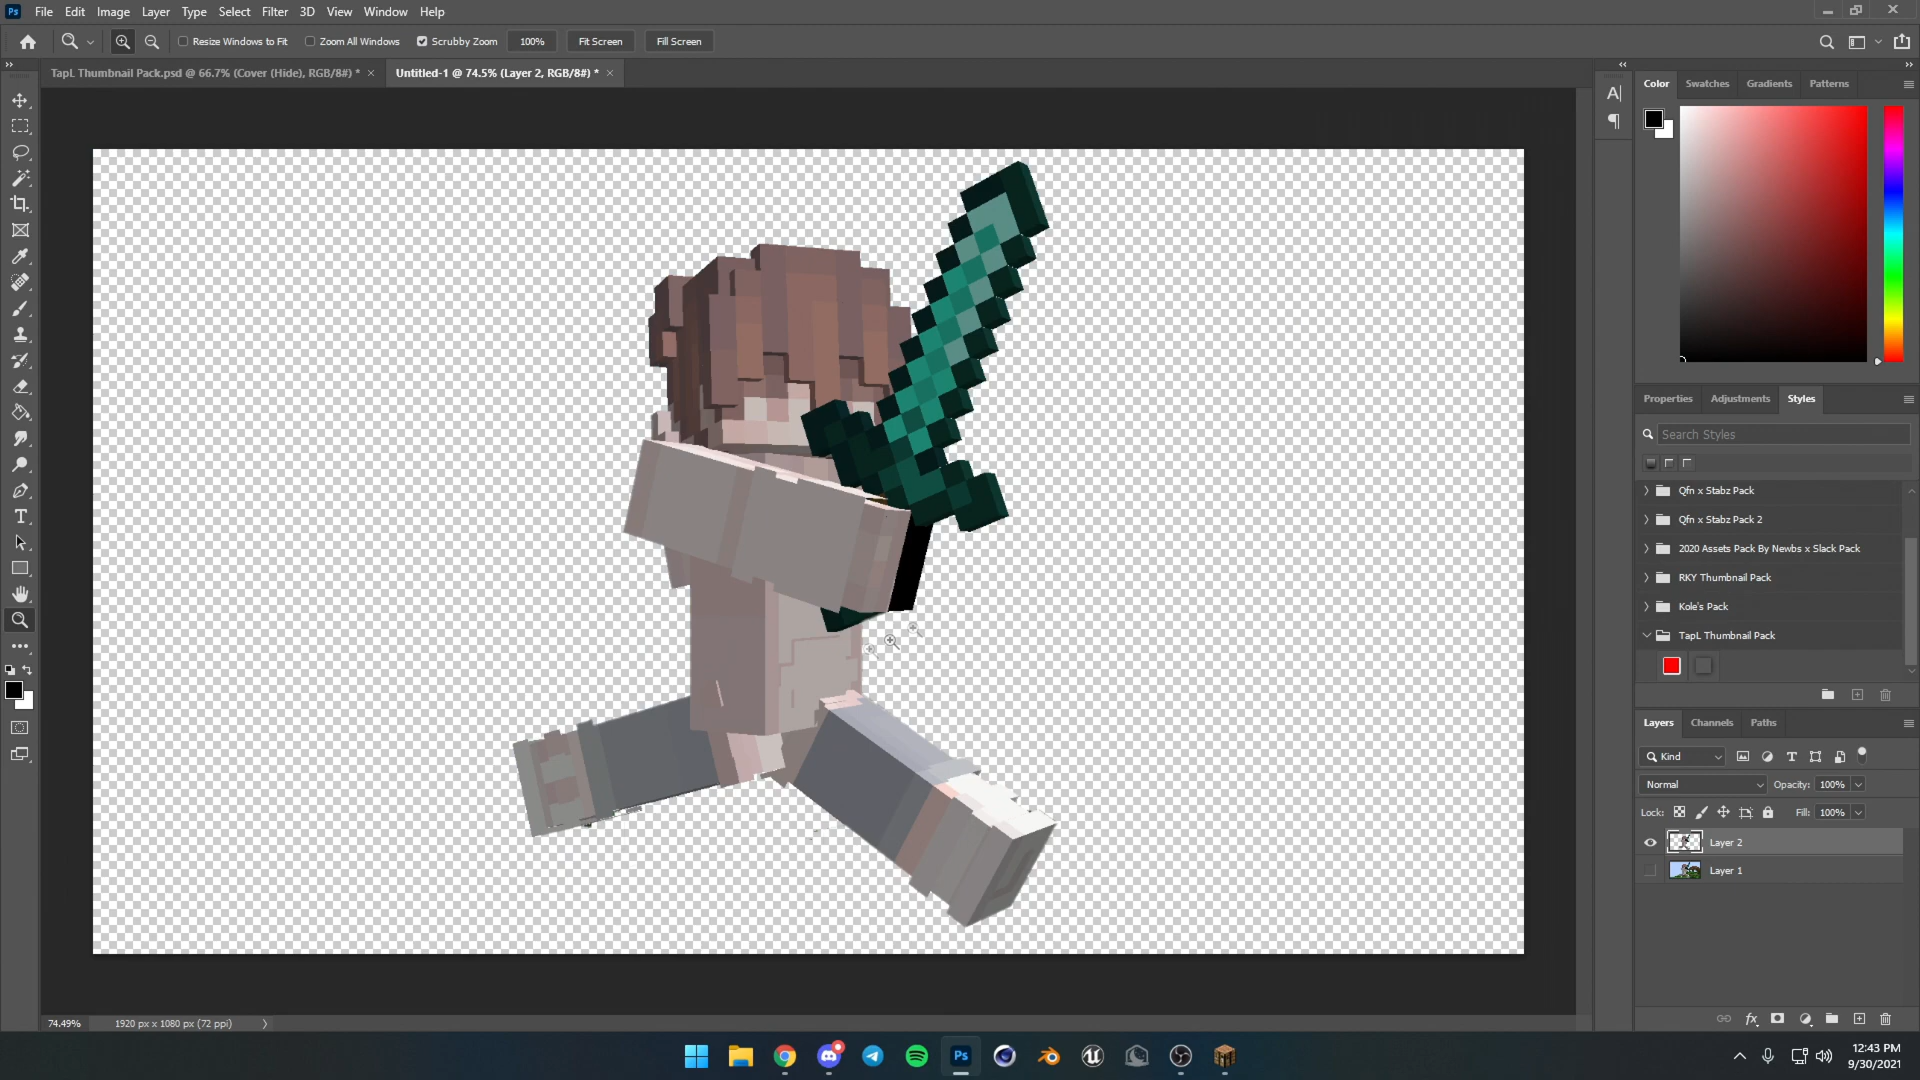 Ps File Edit Image Layer Type Select Filter 3D View Window Help
Resize Windows to Fit Zoom All Windows Scrubby Zoom 100% Fit Screen Fill Screen
TapL Thumbnail Pack.psd @ 66.7% (Cover (Hide), RGB/8#) * × Untitled-1 @ 74.5% (Layer 2, RGB/8#) * ×
Color Swatches Gradients Patterns
Properties Adjustments Styles
Search Styles
Qfn x Stabz Pack
Qfn x Stabz Pack 2
2020 Assets Pack By Newbs x Slack Pack
RKY Thumbnail Pack
Kole's Pack
TapL Thumbnail Pack
Layers Channels Paths
Kind
Normal Opacity: 100%
Lock: Fill: 100%
Layer 2
Layer 1
fx
74.49% 1920 px x 1080 px (72 ppi)
Ps
12:43 PM
9/30/2021